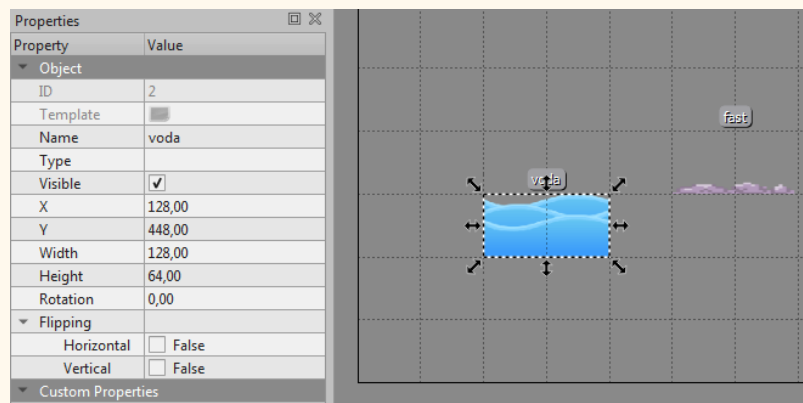 Properties
Property Value
Object
ID 2
Template
Name voda
Type
Visible
X 128,00
Y 448,00
Width 128,00
Height 64,00
Rotation 0,00
Flipping
Horizontal False
Vertical False
Custom Properties
fast
voda